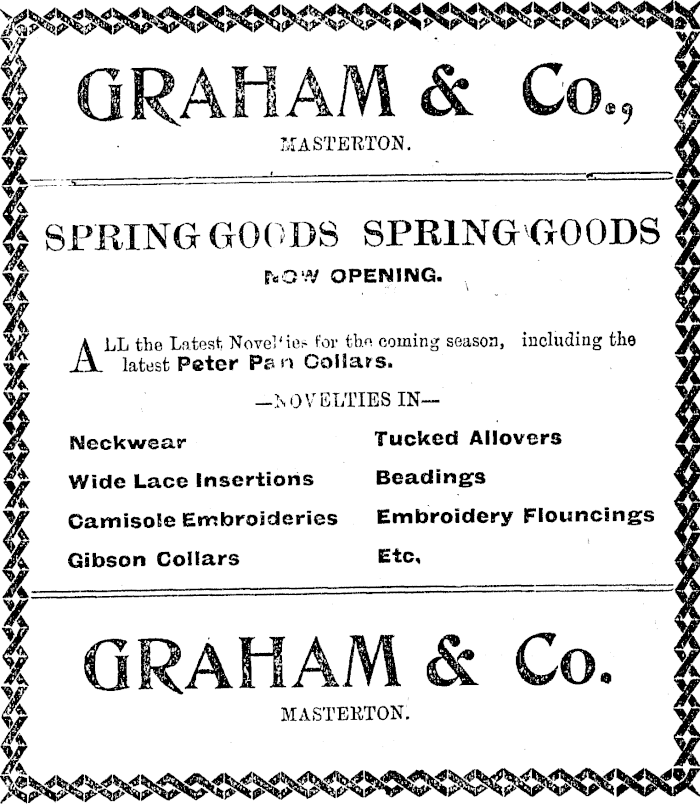 GRAHAM & Co.,
MASTERTON.
SPRING GOODS SPRING GOODS
NOW OPENING.
ALL the Latest Novelties for the coming season, including the
latest Peter Pan Collars.
—NOVELTIES IN—
Neckwear
Wide Lace Insertions
Camisole Embroideries
Gibson Collars
Tucked Allovers
Beadings
Embroidery Flouncings
Etc,
GRAHAM & Co.
MASTERTON.